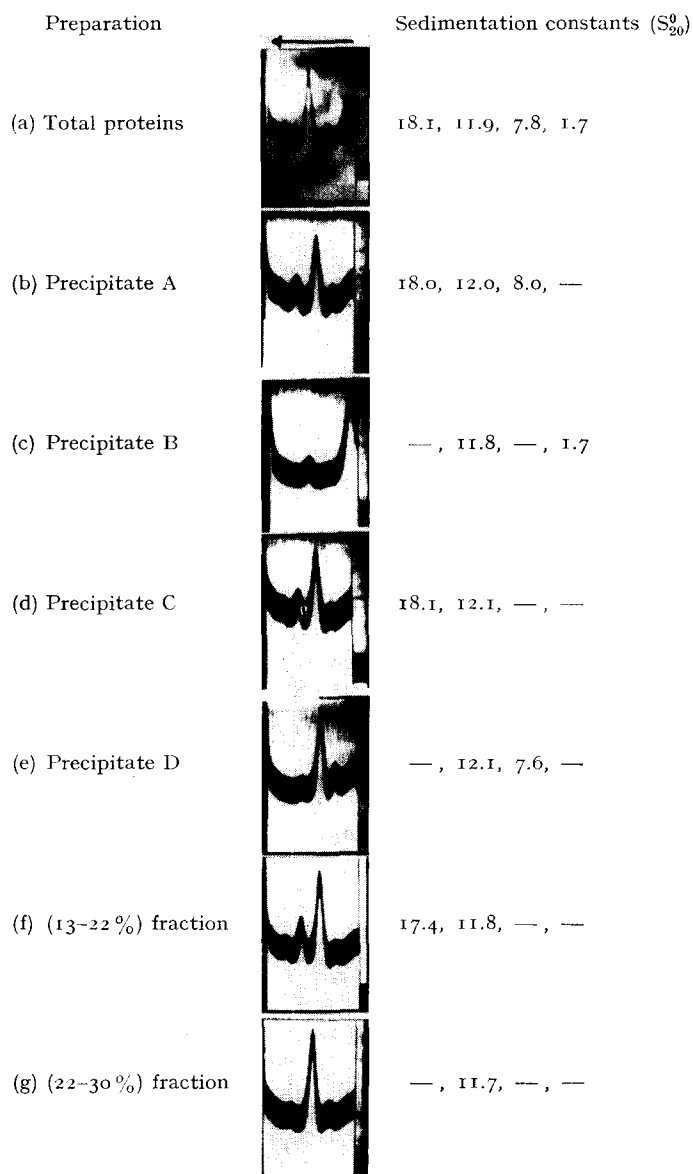 Preparation Sedimentation constants (S⁰₂₀)
(a) Total proteins 18.1, 11.9, 7.8, 1.7
(b) Precipitate A 18.0, 12.0, 8.0, —
(c) Precipitate B —, 11.8, —, 1.7
(d) Precipitate C 18.1, 12.1, —, —
(e) Precipitate D —, 12.1, 7.6, —
(f) (13–22 %) fraction 17.4, 11.8, —, —
(g) (22–30 %) fraction —, 11.7, —, —